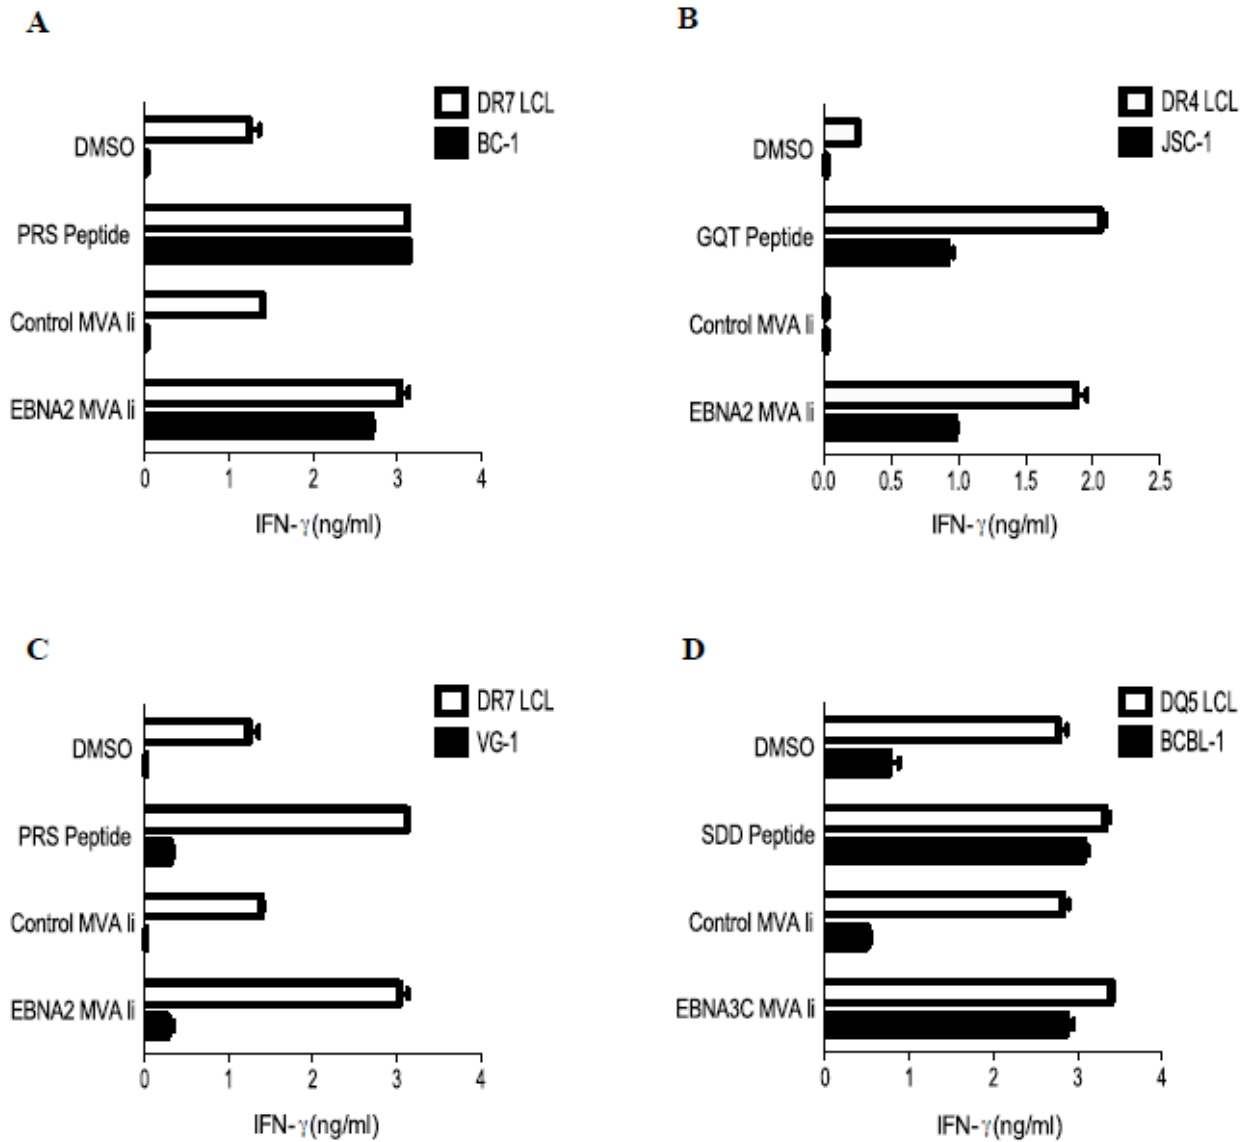 A
DR7 LCL
BC-1
DMSO
PRS Peptide
Control MVA Ii
EBNA2 MVA Ii
0 1 2 3 4
IFN-γ(ng/ml)
B
DR4 LCL
JSC-1
DMSO
GQT Peptide
Control MVA Ii
EBNA2 MVA Ii
0.0 0.5 1.0 1.5 2.0 2.5
IFN-γ(ng/ml)
C
DR7 LCL
VG-1
DMSO
PRS Peptide
Control MVA Ii
EBNA2 MVA Ii
0 1 2 3 4
IFN-γ(ng/ml)
D
DQ5 LCL
BCBL-1
DMSO
SDD Peptide
Control MVA Ii
EBNA3C MVA Ii
0 1 2 3 4
IFN-γ(ng/ml)